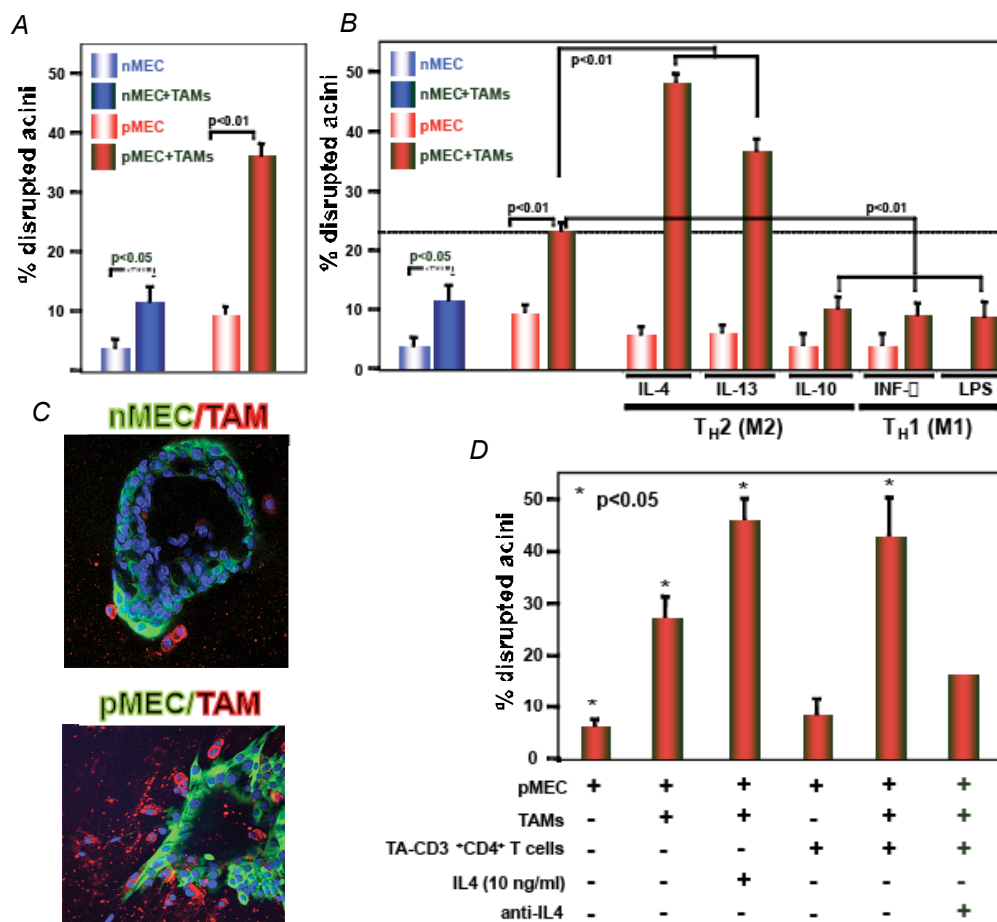 A
% disrupted acini
50
40
30
20
10
0
nMEC
nMEC+TAMs
pMEC
pMEC+TAMs
p<0.05
p<0.01
B
% disrupted acini
50
40
30
20
10
0
nMEC
nMEC+TAMs
pMEC
pMEC+TAMs
p<0.05
p<0.01
p<0.01
p<0.01
IL-4 IL-13 IL-10 INF-□ LPS
TH2 (M2) TH1 (M1)
C
nMEC/TAM
pMEC/TAM
D
% disrupted acini
50
40
30
20
10
0
* p<0.05
* * * *
pMEC + + + + + +
TAMs - + + - + +
TA-CD3 +CD4+ T cells - - - + + +
IL4 (10 ng/ml) - - + - - -
anti-IL4 - - - - - +